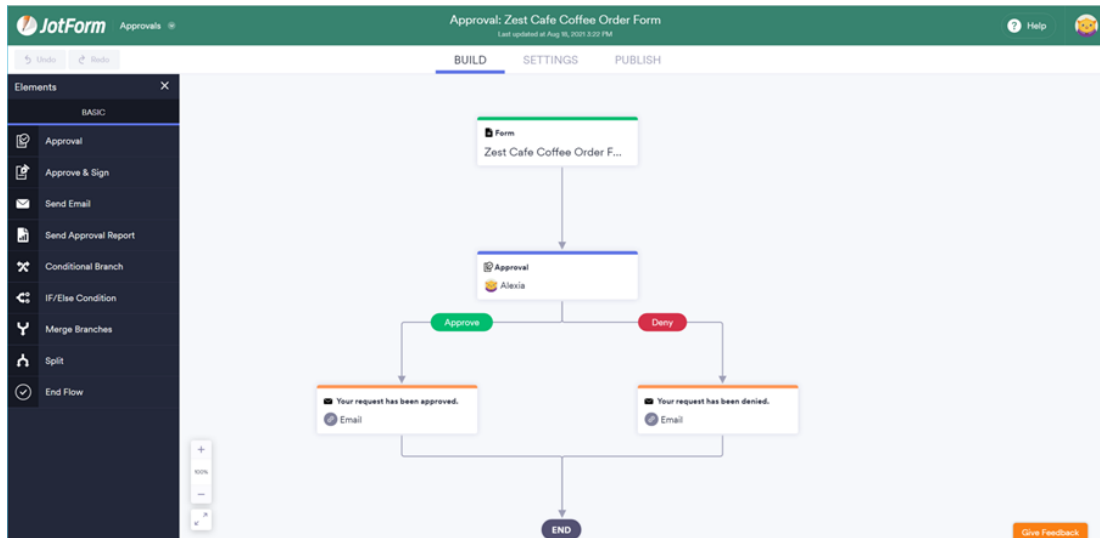 JotForm Approvals
Approval: Zest Cafe Coffee Order Form
Last updated at Aug 18, 2021 3:22 PM
? Help
Undo Redo
BUILD SETTINGS PUBLISH
Elements
BASIC
Approval
Approve & Sign
Send Email
Send Approval Report
Conditional Branch
IF/Else Condition
Merge Branches
Split
End Flow
Form
Zest Cafe Coffee Order F...
Approval
Alexia
Approve Deny
Your request has been approved.
Email
Your request has been denied.
Email
END
+
100%
−
Give Feedback